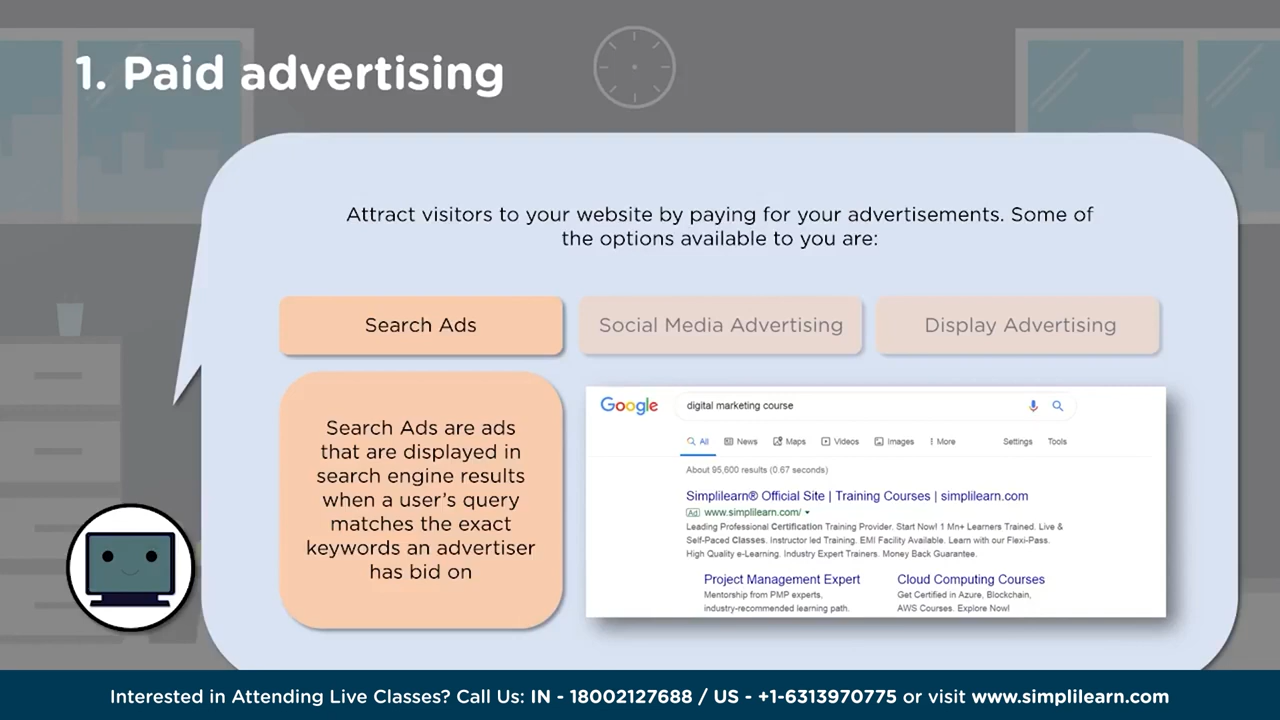 1. Paid advertising
Attract visitors to your website by paying for your advertisements. Some of
the options available to you are:
Search Ads
Social Media Advertising
Display Advertising
Search Ads are ads
that are displayed in
search engine results
when a user's query
matches the exact
keywords an advertiser
has bid on
Google
digital marketing course
All News Maps Videos Images More Settings Tools
About 95,600 results (0.67 seconds)
Simplilearn® Official Site | Training Courses | simplilearn.com
Ad www.simplilearn.com/
Leading Professional Certification Training Provider. Start Now! 1 Mn+ Learners Trained. Live &
Self-Paced Classes. Instructor led Training. EMI Facility Available. Learn with our Flexi-Pass.
High Quality e-Learning. Industry Expert Trainers. Money Back Guarantee.
Project Management Expert
Mentorship from PMP experts,
industry-recommended learning path.
Cloud Computing Courses
Get Certified in Azure, Blockchain,
AWS Courses. Explore Now!
Interested in Attending Live Classes? Call Us: IN - 18002127688 / US - +1-6313970775 or visit www.simplilearn.com